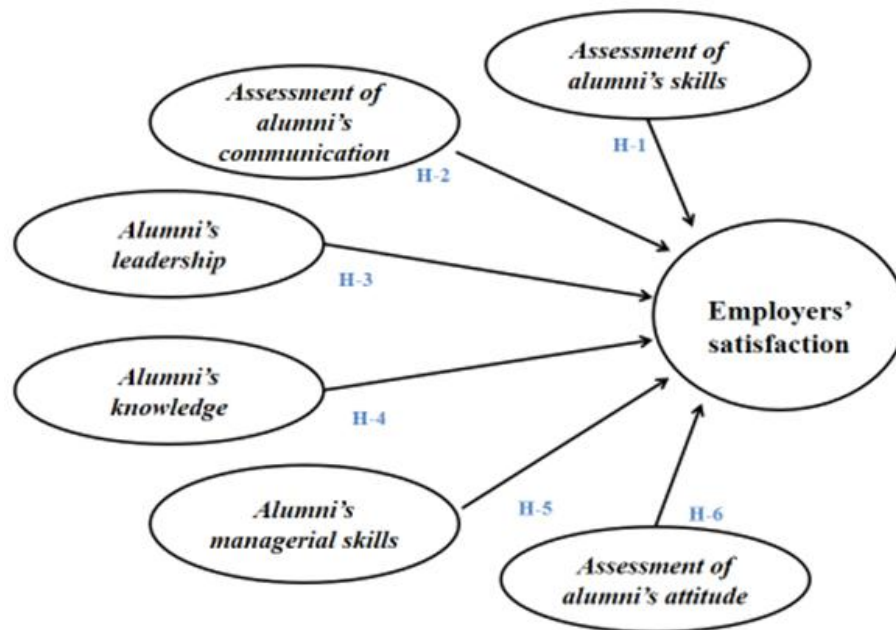 Assessment of
alumni's skills
H-1
Assessment of
alumni's
communication
H-2
Alumni's
leadership
H-3
Employers'
satisfaction
Alumni's
knowledge
H-4
Alumni's
managerial skills
H-5
H-6
Assessment of
alumni's attitude